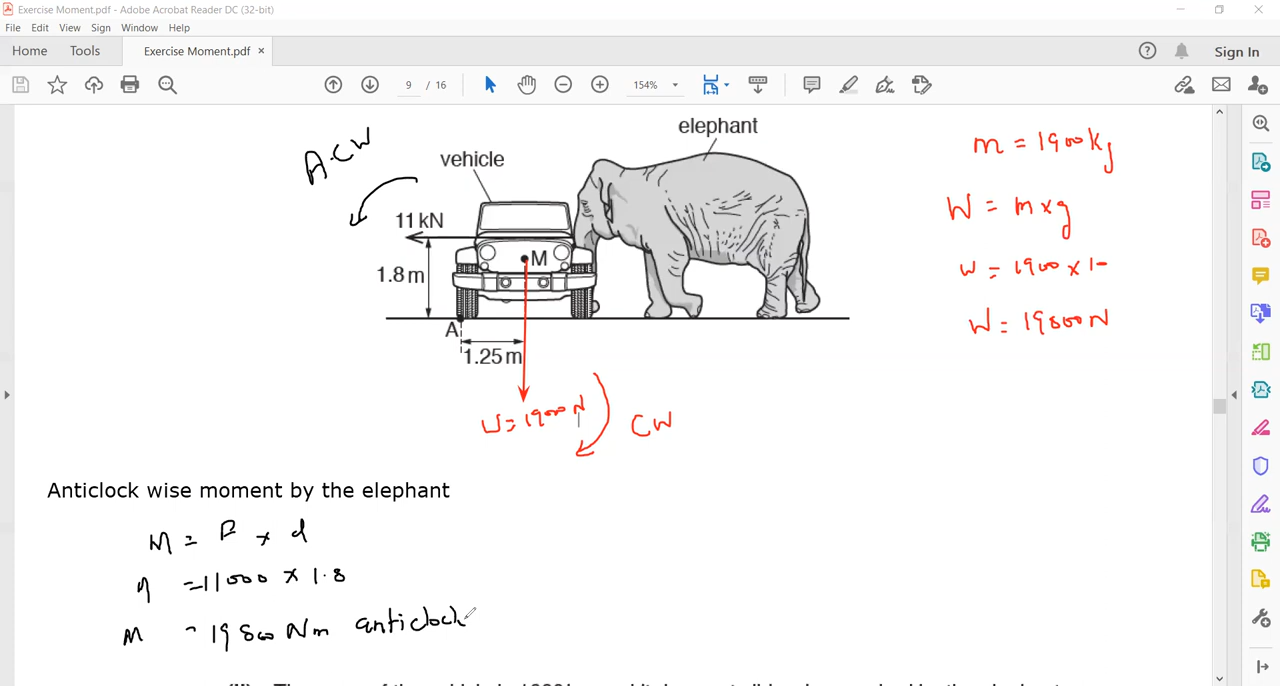 Exercise Moment.pdf - Adobe Acrobat Reader DC (32-bit)
File Edit View Sign Window Help
Home Tools Exercise Moment.pdf × Sign In
9 / 16 154%
elephant
A.CW
vehicle
m = 1900kg
W = m x g
11 kN
M
1.8 m
w = 1900 x 10
W = 19000 N
A
1.25 m
W = 1900 N
CW
Anticlock wise moment by the elephant
M = F x d
M = 11000 x 1.8
M = 19800 Nm anticlock